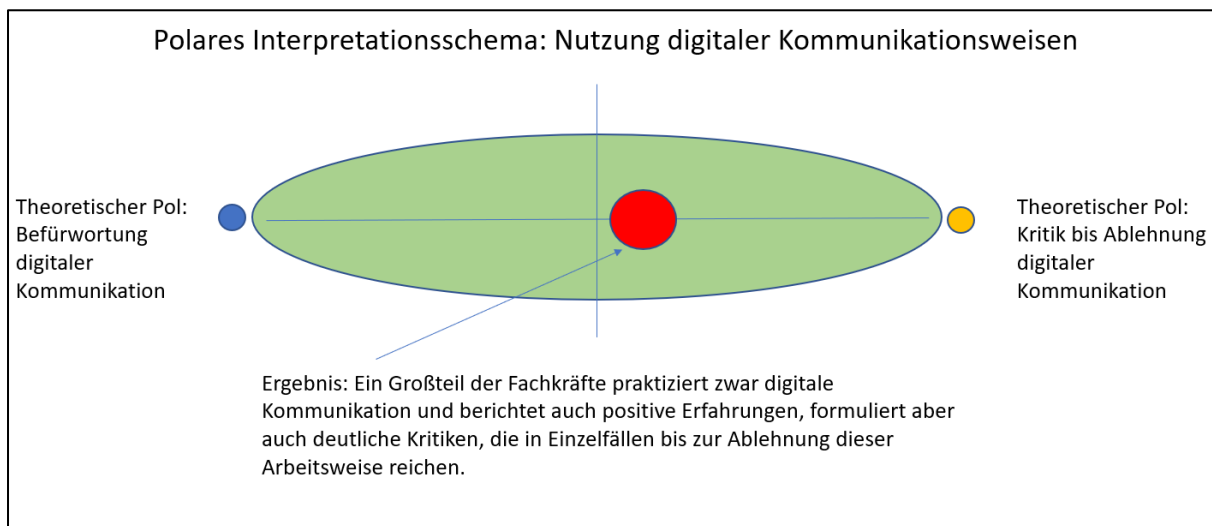 Polares Interpretationsschema: Nutzung digitaler Kommunikationsweisen
Theoretischer Pol:
Befürwortung
digitaler
Kommunikation
Theoretischer Pol:
Kritik bis Ablehnung
digitaler
Kommunikation
Ergebnis: Ein Großteil der Fachkräfte praktiziert zwar digitale
Kommunikation und berichtet auch positive Erfahrungen, formuliert aber
auch deutliche Kritiken, die in Einzelfällen bis zur Ablehnung dieser
Arbeitsweise reichen.